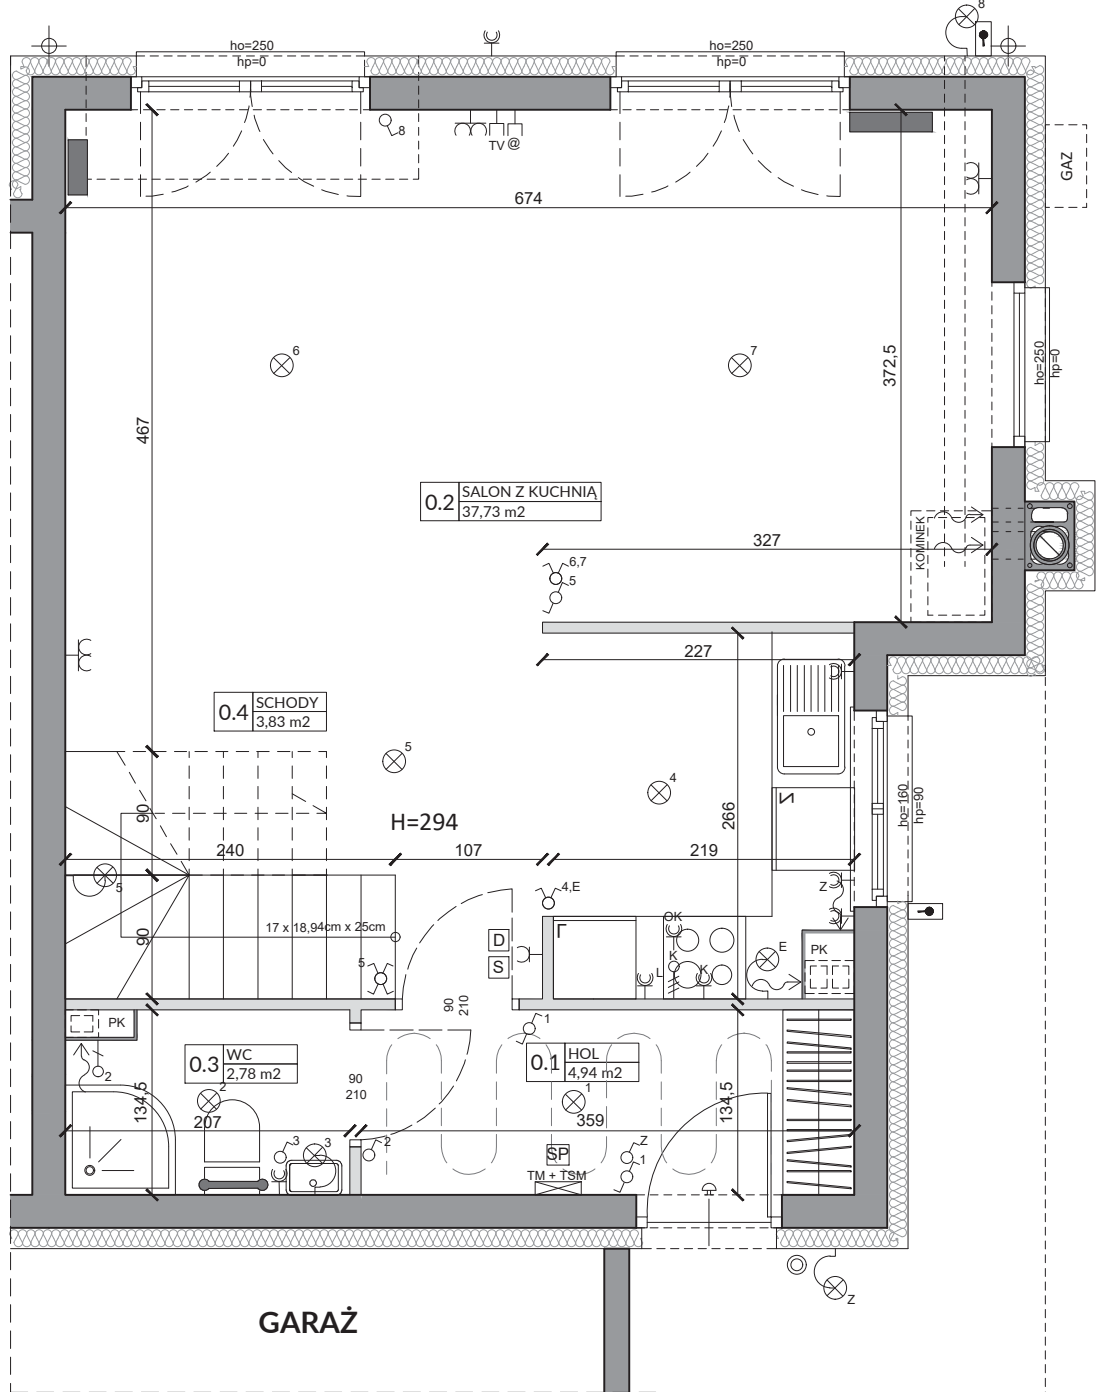 8
ho=250
hp=0
ho=250
hp=0
8
TV @
GAZ
674
6
7
372,5
ho=250
hp=0
467
0.2 SALON Z KUCHNIĄ
37,73 m2
327
KOMINEK
6,7
5
227
0.4 SCHODY
3,83 m2
5
4
90
H=294
266
ho=160
hp=90
240
107
219
5
4,E
Z
17 x 18,94cm x 25cm
OK
90
D
S
5
K
L
K
E
PK
90
210
PK
1
0.3 WC
2,78 m2
0.1 HOL
4,94 m2
2
2
90
210
1
134,5
134,5
207
359
3
3
2
SP
Z
1
TM + TSM
Z
GARAŻ